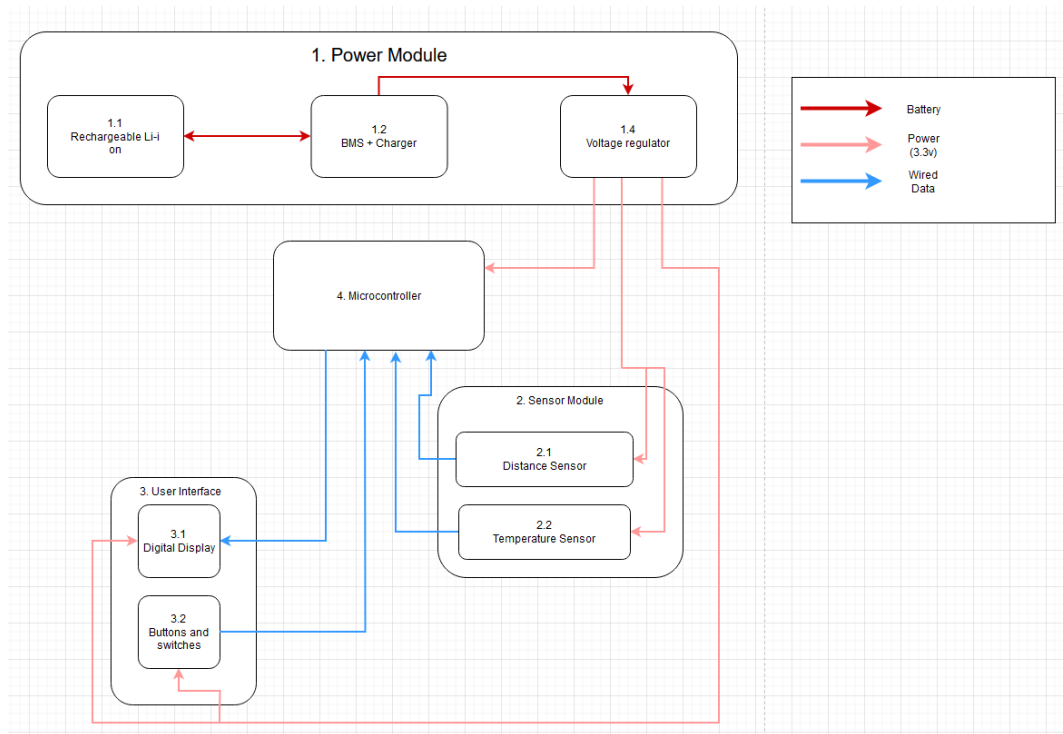 1. Power Module
1.1
Rechargeable Li-i
on
1.2
BMS + Charger
1.4
Voltage regulator
Battery
Power
(3.3v)
Wired
Data
4. Microcontroller
2. Sensor Module
2.1
Distance Sensor
2.2
Temperature Sensor
3. User Interface
3.1
Digital Display
3.2
Buttons and
switches